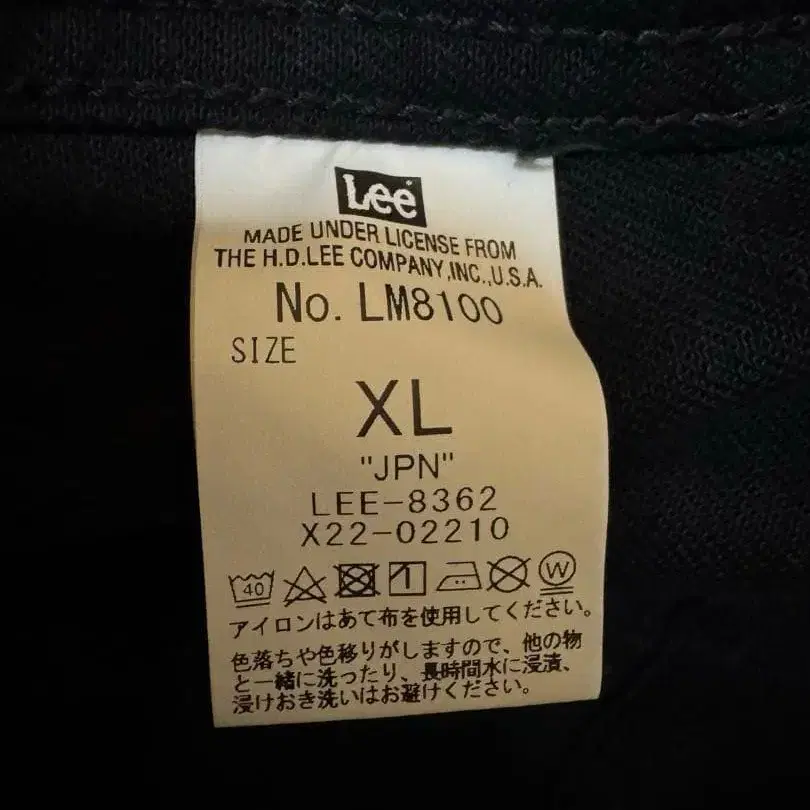 Lee
MADE UNDER LICENSE FROM
THE H.D.LEE COMPANY,INC.,U.S.A.
No. LM8100
SIZE
XL
"JPN"
LEE-8362
X22-02210
40 W
アイロンはあて布を使用してください。
色落ちや色移りがしますので、他の物
と一緒に洗ったり、長時間水に浸漬、
浸けおき洗いはお避けください。